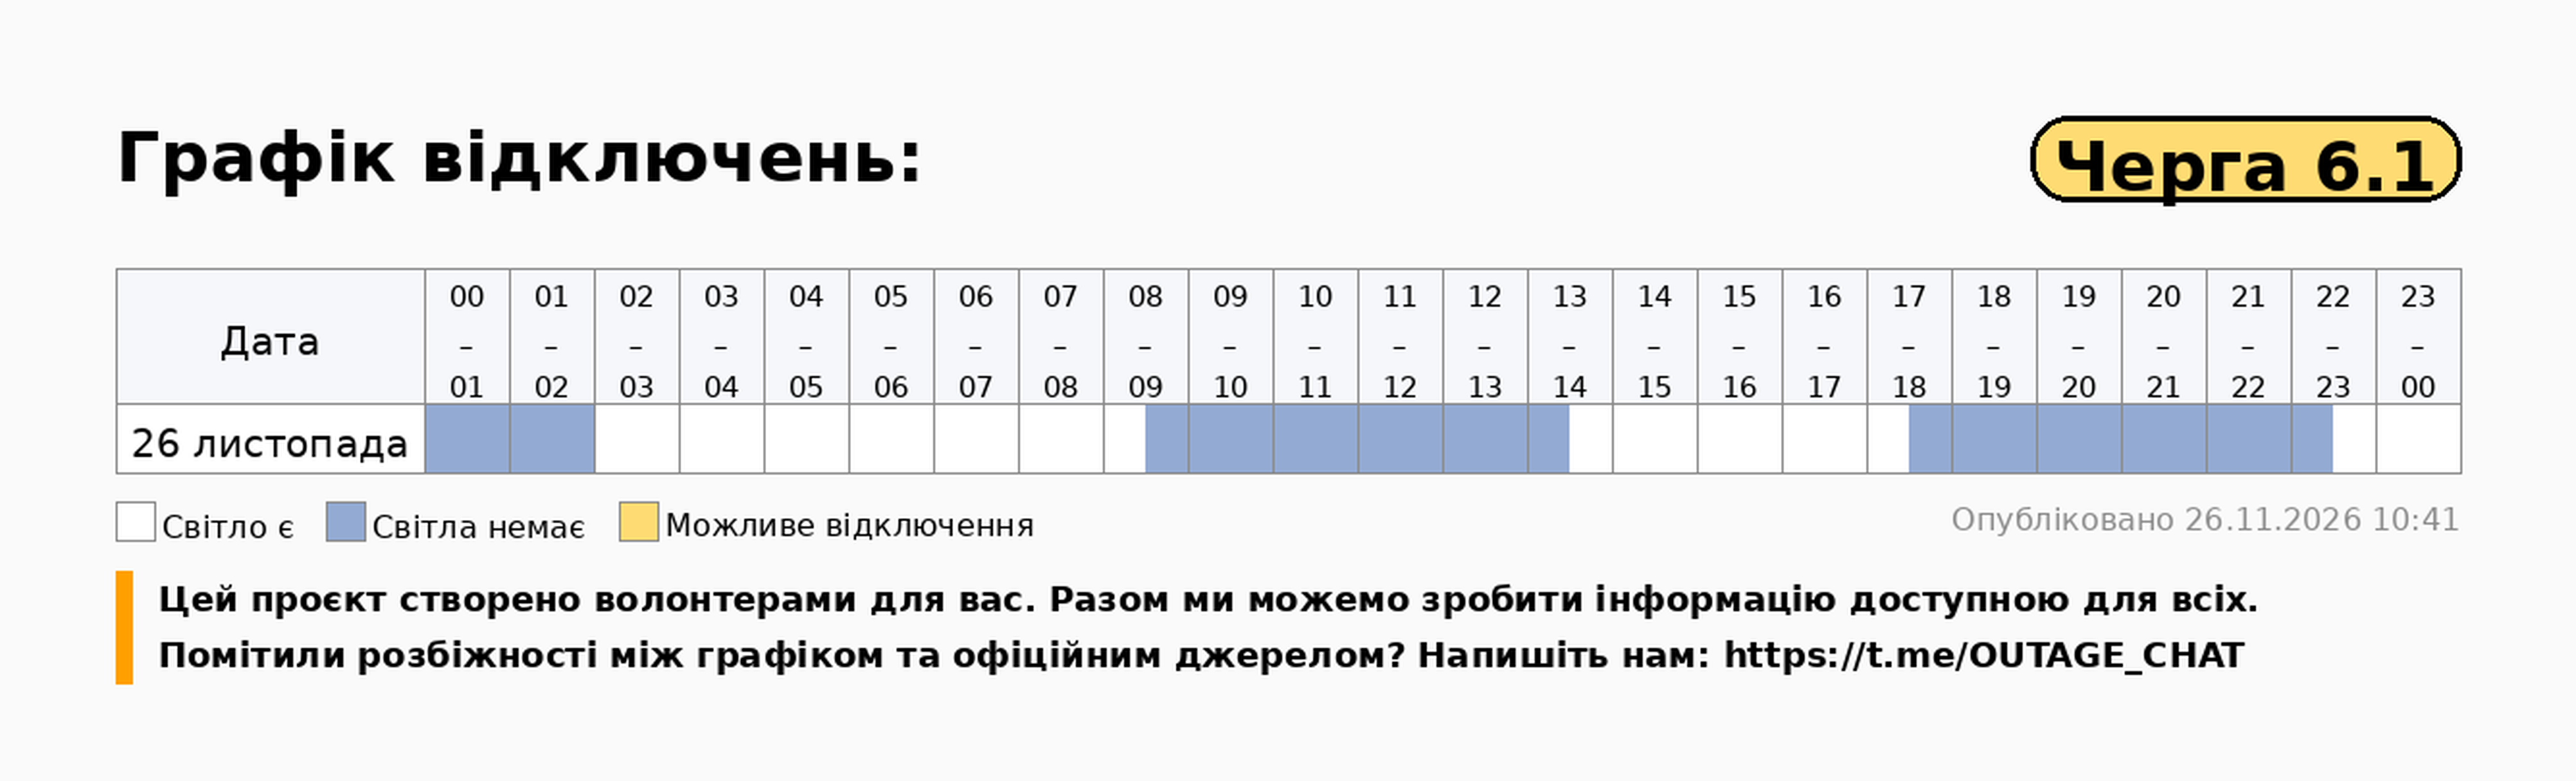 Графік відключень:
Черга 6.1
Дата
00 – 01
01 – 02
02 – 03
03 – 04
04 – 05
05 – 06
06 – 07
07 – 08
08 – 09
09 – 10
10 – 11
11 – 12
12 – 13
13 – 14
14 – 15
15 – 16
16 – 17
17 – 18
18 – 19
19 – 20
20 – 21
21 – 22
22 – 23
23 – 00
26 листопада
Світло є
Світла немає
Можливе відключення
Опубліковано 26.11.2026 10:41
Цей проєкт створено волонтерами для вас. Разом ми можемо зробити інформацію доступною для всіх.
Помітили розбіжності між графіком та офіційним джерелом? Напишіть нам: https://t.me/OUTAGE_CHAT